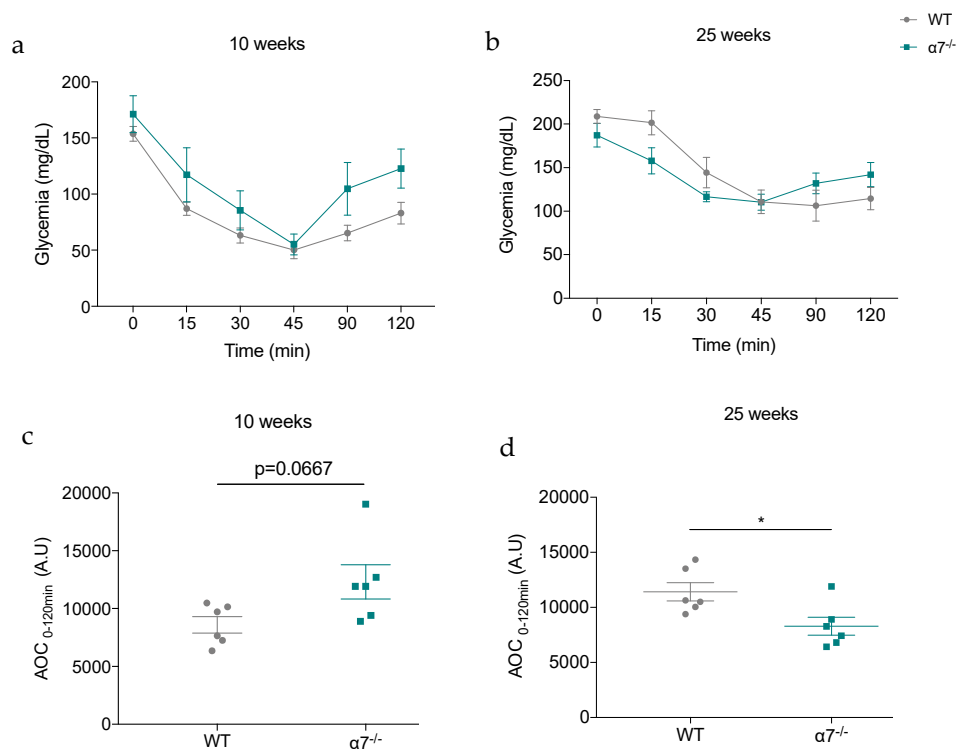 WT
α7-/-
a
10 weeks
200
150
100
50
0
Glycemia (mg/dL)
0 15 30 45 90 120
Time (min)
b
25 weeks
250
200
150
100
50
0
Glycemia (mg/dL)
0 15 30 45 90 120
Time (min)
c
10 weeks
p=0.0667
20000
15000
10000
5000
0
AOC 0-120min (A.U)
WT α7-/-
d
25 weeks
*
20000
15000
10000
5000
0
AOC 0-120min (A.U)
WT α7-/-